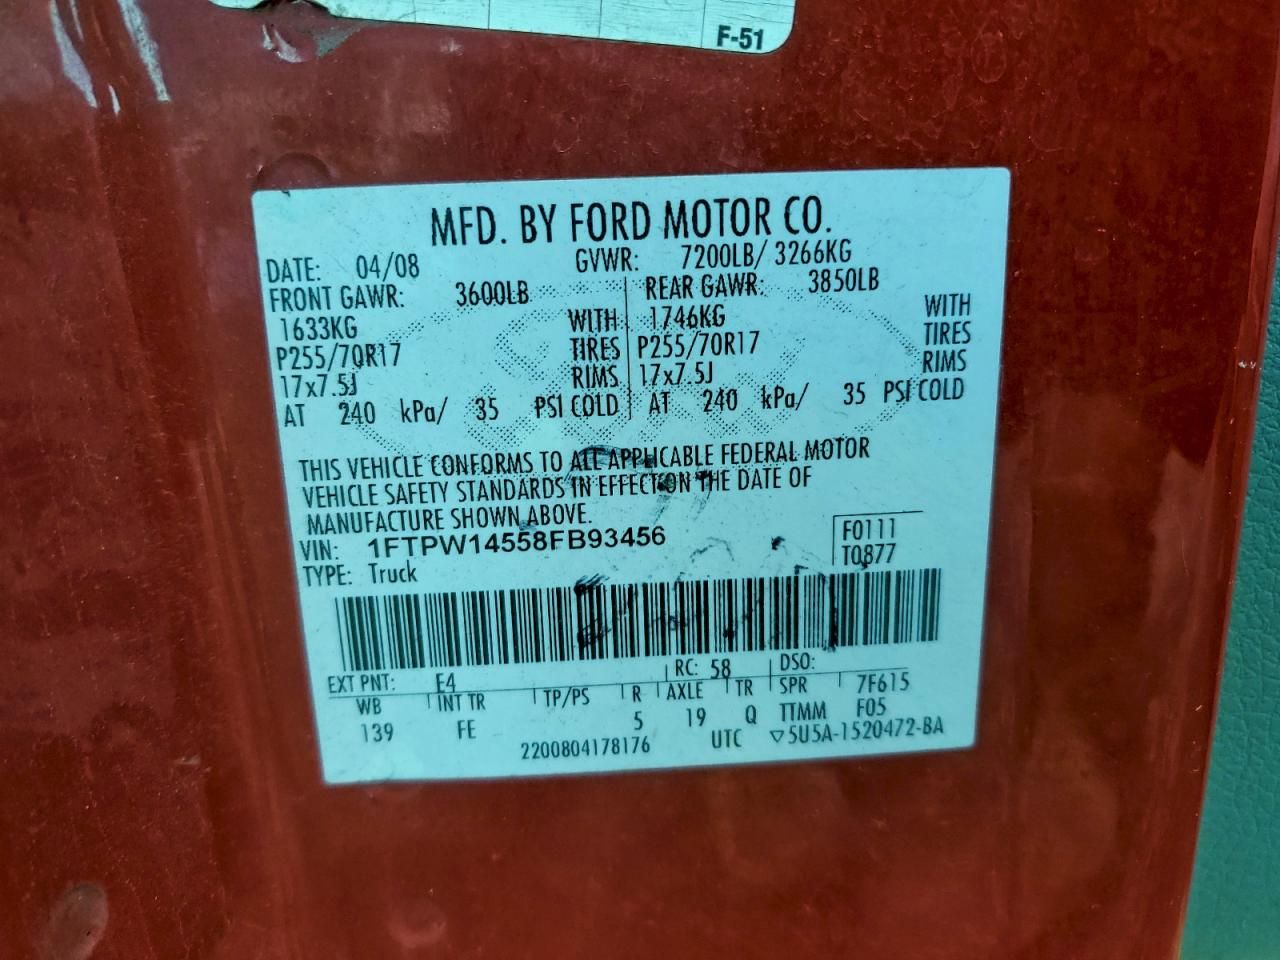 F-51
MFD. BY FORD MOTOR CO.
DATE: 04/08 GVWR: 7200LB/ 3266KG
FRONT GAWR: 3600LB REAR GAWR: 3850LB
1633KG WITH 1746KG WITH
P255/70R17 TIRES P255/70R17 TIRES
17x7.5J RIMS 17x7.5J RIMS
AT 240 kPa/ 35 PSI COLD AT 240 kPa/ 35 PSI COLD
THIS VEHICLE CONFORMS TO ALL APPLICABLE FEDERAL MOTOR
VEHICLE SAFETY STANDARDS IN EFFECT ON THE DATE OF
MANUFACTURE SHOWN ABOVE.
VIN: 1FTPW14558FB93456 F0111
TYPE: Truck T0877
EXT PNT: E4 RC: 58 DSO:
WB INT TR TP/PS R AXLE TR SPR 7F615
139 FE 5 19 Q TTMM F05
2200804178176 UTC ▽5U5A-1520472-BA